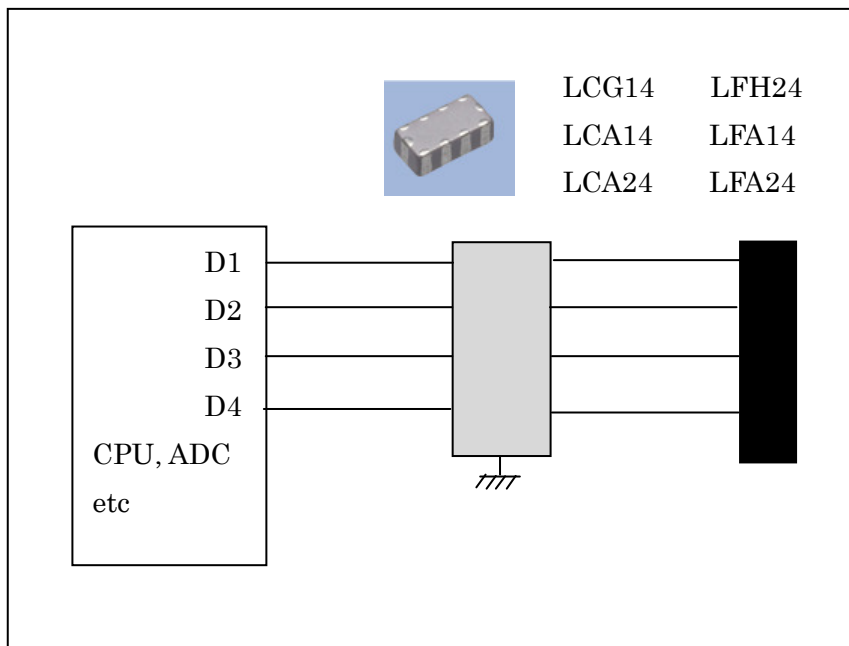 LCG14 LFH24
LCA14 LFA14
LCA24 LFA24
D1
D2
D3
D4
CPU, ADC
etc